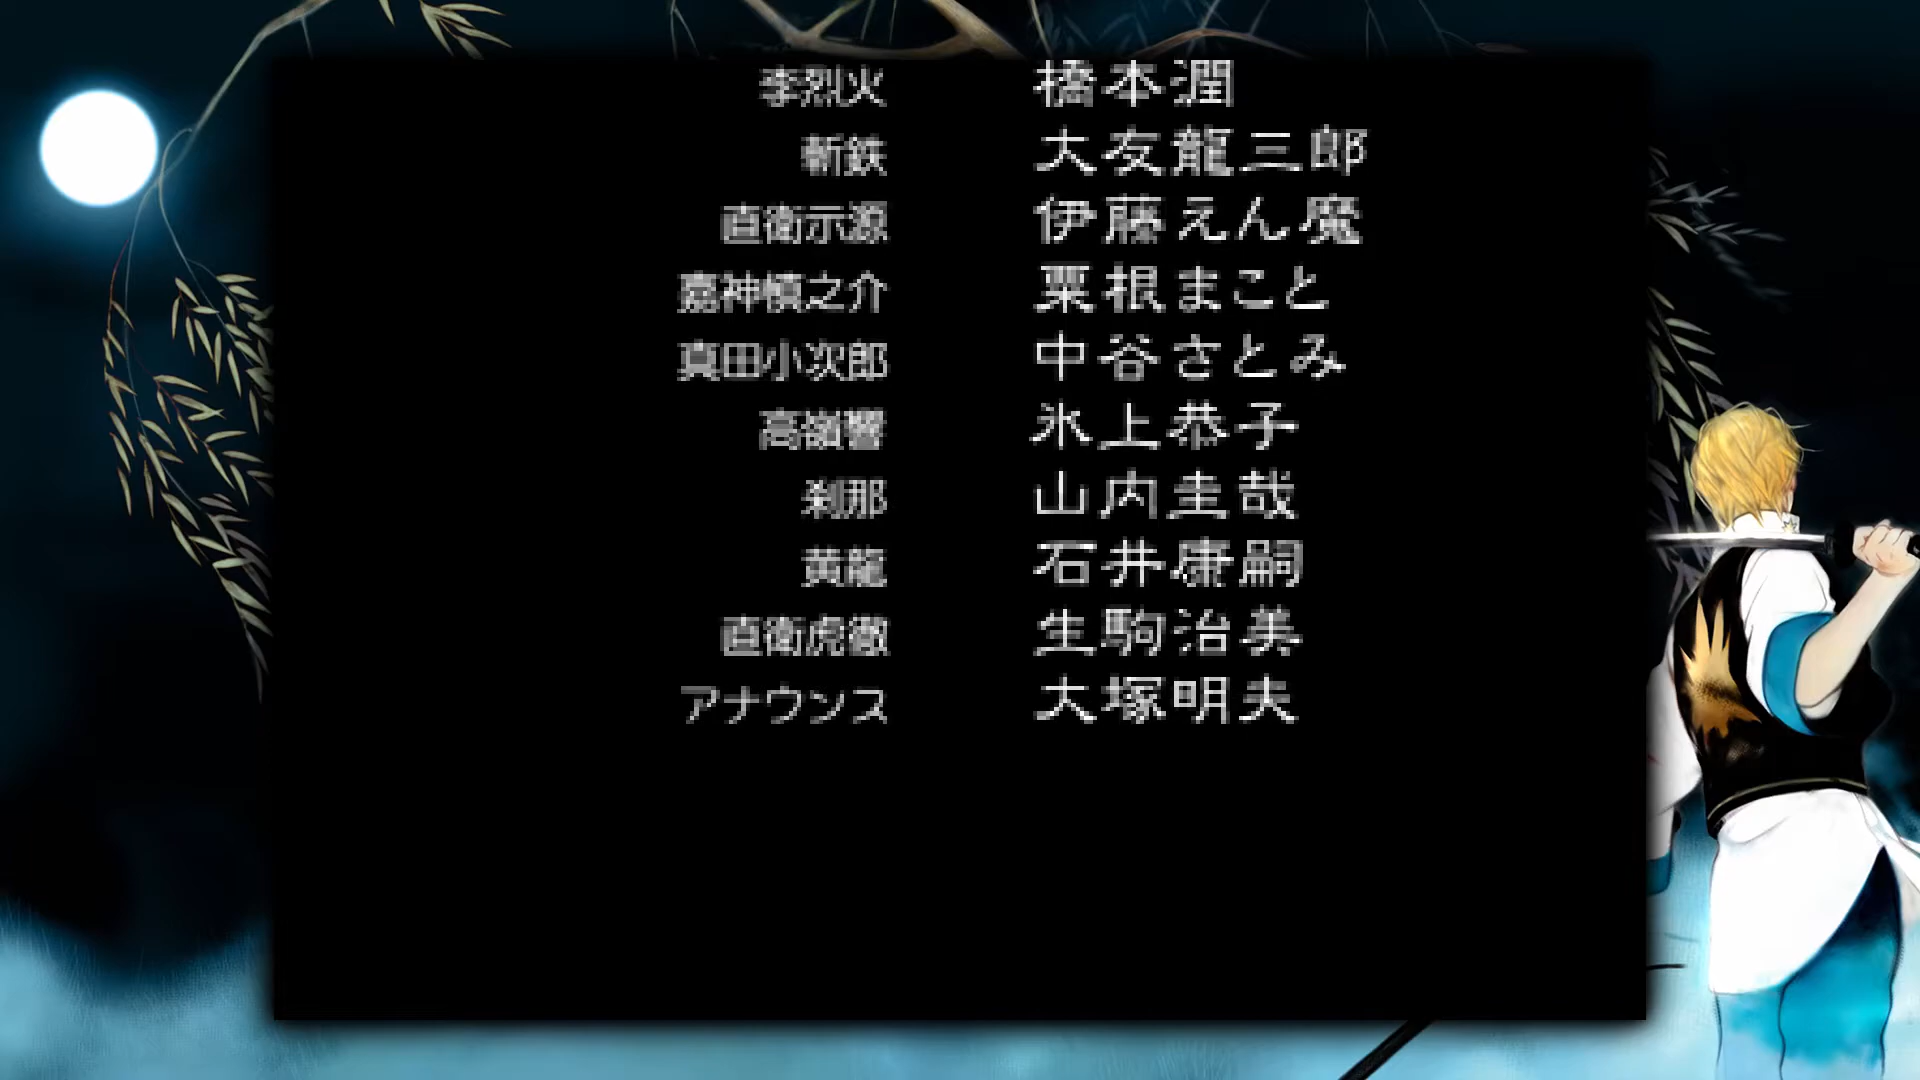 李烈火 橋本潤
斬鉄 大友龍三郎
直衛示源 伊藤えん魔
嘉神慎之介 粟根まこと
真田小次郎 中谷さとみ
高嶺響 氷上恭子
刹那 山内圭哉
黄龍 石井康嗣
直衛虎徹 生駒治美
アナウンス 大塚明夫